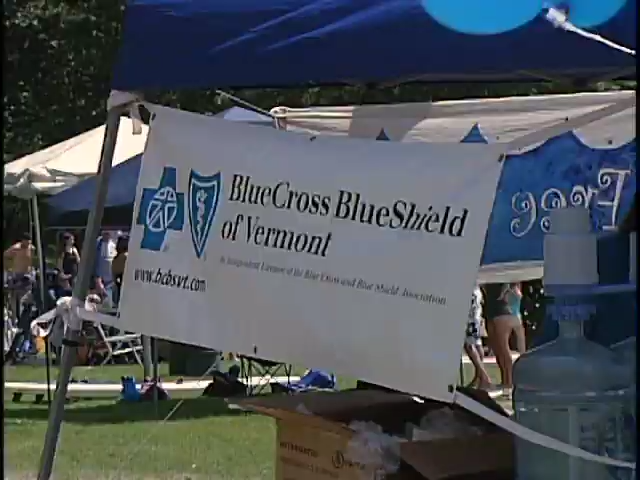 BlueCross BlueShield
of Vermont
An Independent Licensee of the Blue Cross and Blue Shield Association
www.bcbsvt.com